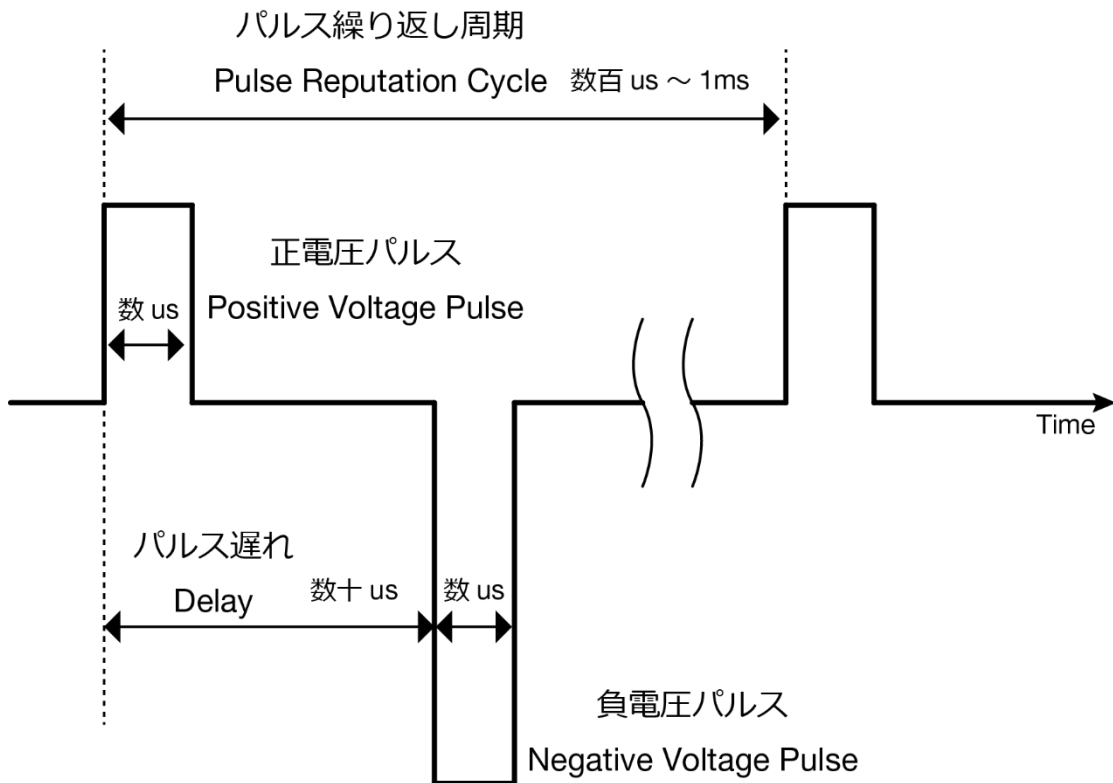 パルス繰り返し周期
Pulse Reputation Cycle 数百 us ～ 1ms
正電圧パルス
数 us Positive Voltage Pulse
Time
パルス遅れ
Delay 数十 us 数 us
負電圧パルス
Negative Voltage Pulse